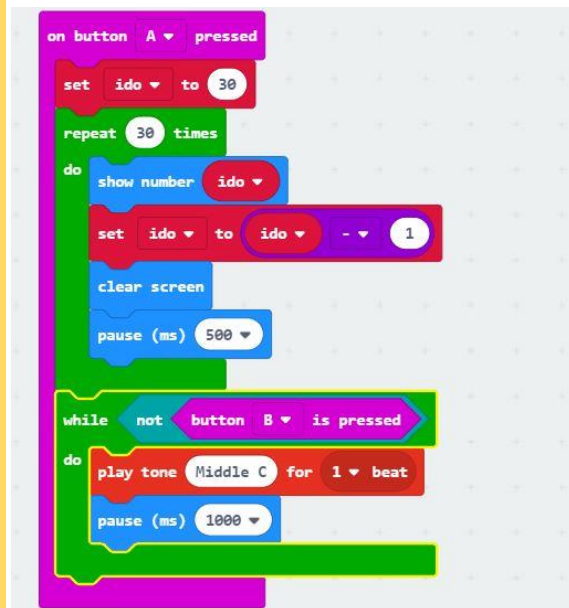 on button A pressed
set ido to 30
repeat 30 times
do
show number ido
set ido to ido - 1
clear screen
pause (ms) 500
while not button B is pressed
do
play tone Middle C for 1 beat
pause (ms) 1000